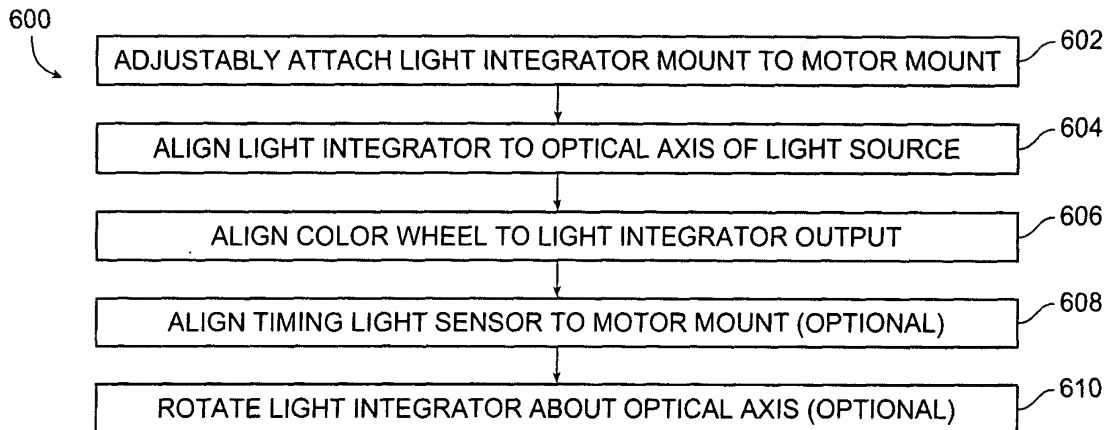 600
ADJUSTABLY ATTACH LIGHT INTEGRATOR MOUNT TO MOTOR MOUNT
602
ALIGN LIGHT INTEGRATOR TO OPTICAL AXIS OF LIGHT SOURCE
604
ALIGN COLOR WHEEL TO LIGHT INTEGRATOR OUTPUT
606
ALIGN TIMING LIGHT SENSOR TO MOTOR MOUNT (OPTIONAL)
608
ROTATE LIGHT INTEGRATOR ABOUT OPTICAL AXIS (OPTIONAL)
610